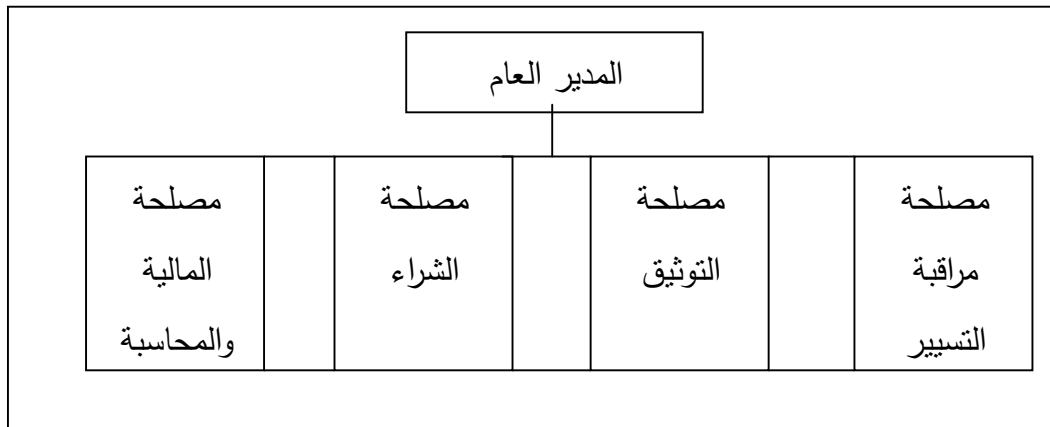 المدير العام
مصلحة
مراقبة
التسيير
مصلحة
التوثيق
مصلحة
الشراء
مصلحة
المالية
والمحاسبة